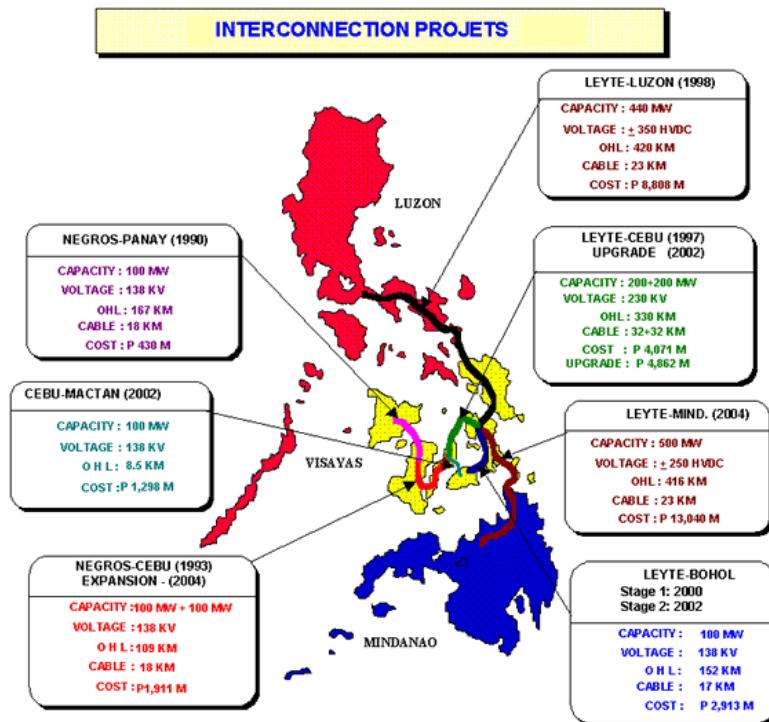 INTERCONNECTION PROJETS
LEYTE-LUZON (1998)
CAPACITY : 440 MW
VOLTAGE : ± 350 HVDC
OHL : 420 KM
CABLE : 23 KM
COST : P 8,808 M
LUZON
NEGROS-PANAY (1990)
CAPACITY : 100 MW
VOLTAGE : 138 KV
OHL : 167 KM
CABLE : 18 KM
COST : P 430 M
LEYTE-CEBU (1997)
UPGRADE (2002)
CAPACITY : 200+200 MW
VOLTAGE : 230 KV
OHL : 330 KM
CABLE : 32+32 KM
COST : P 4,071 M
UPGRADE : P 4,862 M
CEBU-MACTAN (2002)
CAPACITY : 100 MW
VOLTAGE : 138 KV
O H L : 8.5 KM
COST : P 1,298 M
VISAYAS
LEYTE-MIND. (2004)
CAPACITY : 500 MW
VOLTAGE : ± 250 HVDC
OHL : 416 KM
CABLE : 23 KM
COST : P 13,040 M
NEGROS-CEBU (1993)
EXPANSION - (2004)
CAPACITY : 100 MW + 100 MW
VOLTAGE : 138 KV
O H L : 109 KM
CABLE : 18 KM
COST : P1,911 M
MINDANAO
LEYTE-BOHOL
Stage 1: 2000
Stage 2: 2002
CAPACITY : 100 MW
VOLTAGE : 138 KV
O H L : 152 KM
CABLE : 17 KM
COST : P 2,913 M